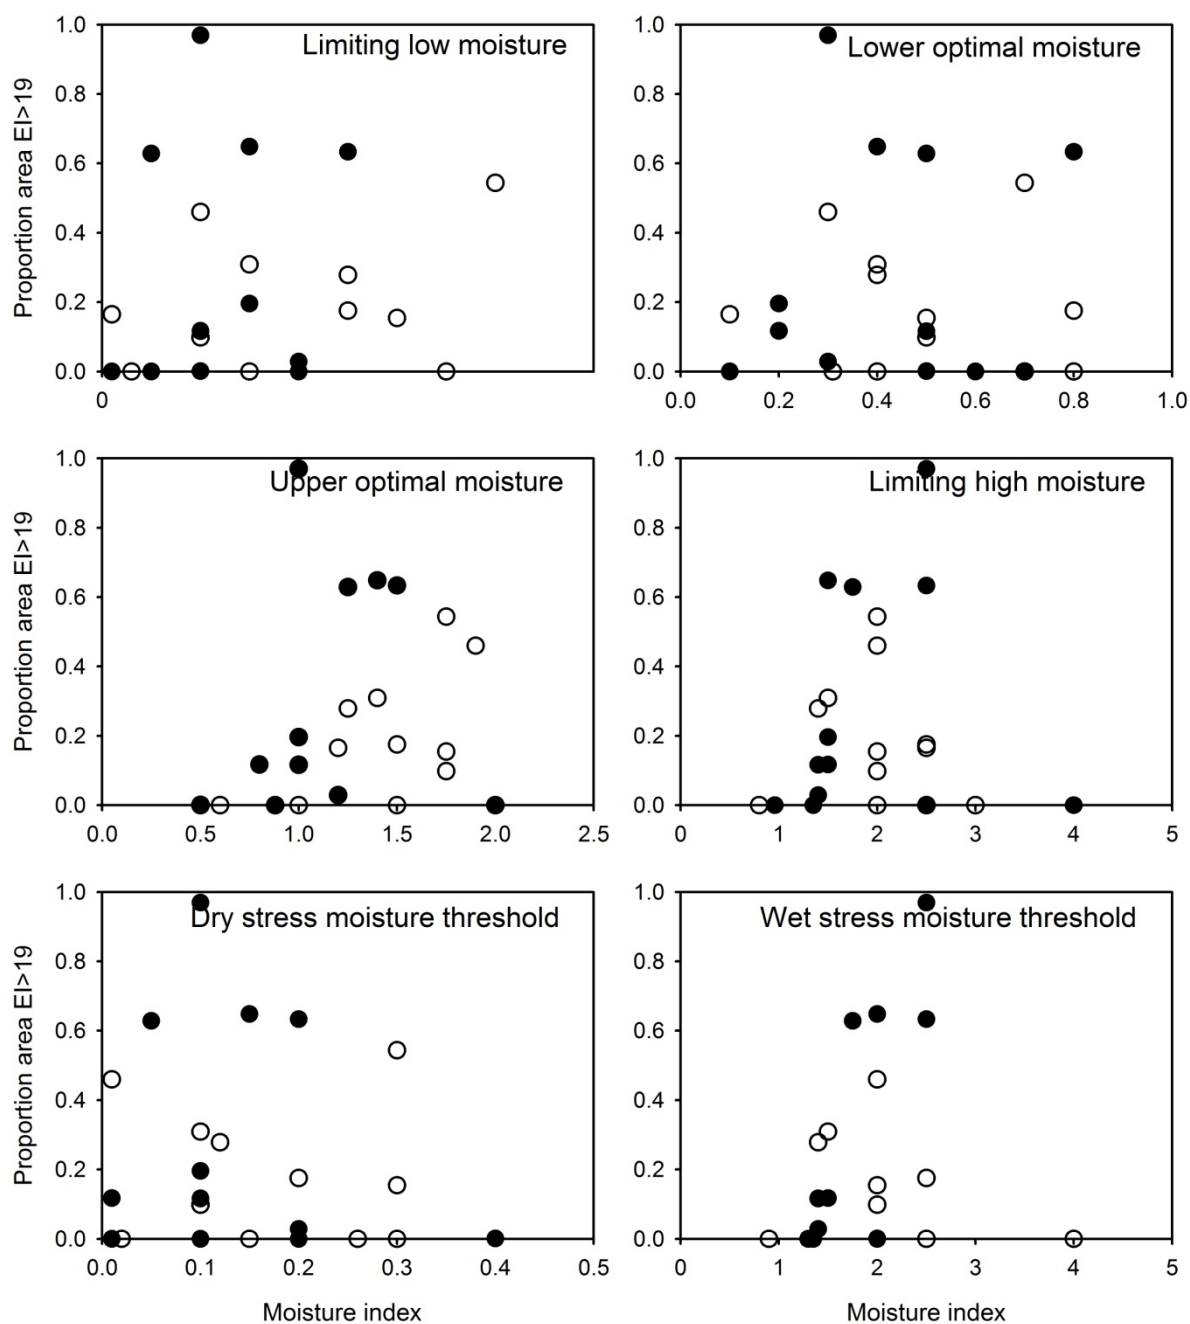 Limiting low moisture
Proportion area EI>19
1.0
0.8
0.6
0.4
0.2
0.0
0
Lower optimal moisture
1.0
0.8
0.6
0.4
0.2
0.0
0.0 0.2 0.4 0.6 0.8 1.0
Upper optimal moisture
Proportion area EI>19
1.0
0.8
0.6
0.4
0.2
0.0
0.0 0.5 1.0 1.5 2.0 2.5
Limiting high moisture
1.0
0.8
0.6
0.4
0.2
0.0
0 1 2 3 4 5
Dry stress moisture threshold
Proportion area EI>19
1.0
0.8
0.6
0.4
0.2
0.0
0.0 0.1 0.2 0.3 0.4 0.5
Moisture index
Wet stress moisture threshold
1.0
0.8
0.6
0.4
0.2
0.0
0 1 2 3 4 5
Moisture index